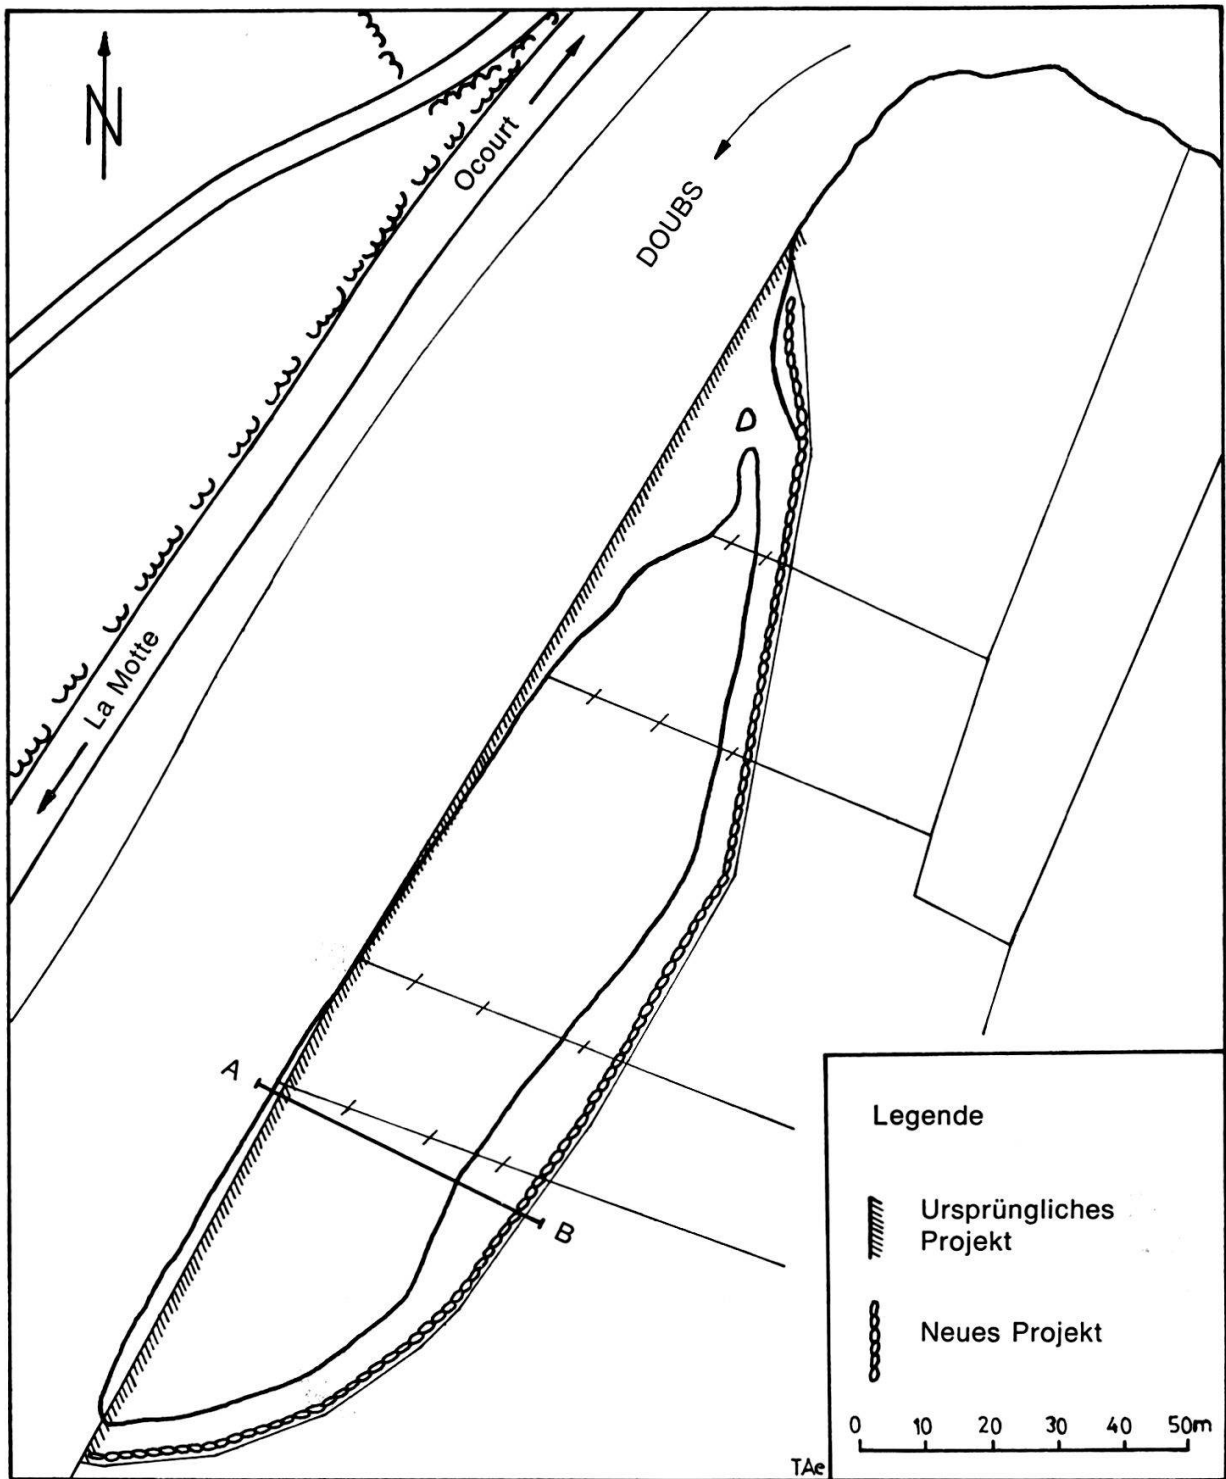 N
Ocourt
DOUBS
La Motte
A
B
Legende
Ursprüngliches
Projekt
Neues Projekt
0 10 20 30 40 50m
TAe